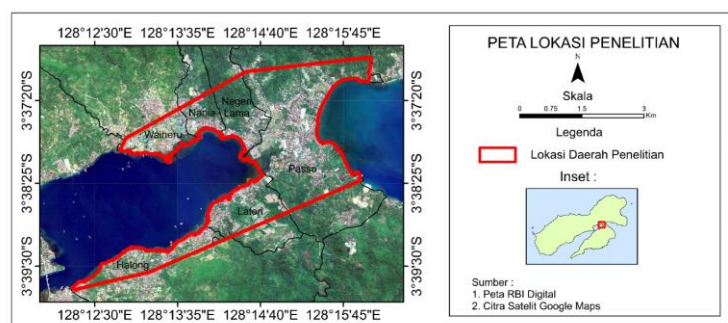 128°12'30"E 128°13'35"E 128°14'40"E 128°15'45"E
3°37'20"S
3°38'25"S
3°39'30"S
Negeri
Lama
Nania
Waiheru
Passo
Lateri
Halong
3°37'20"S
3°38'25"S
3°39'30"S
128°12'30"E 128°13'35"E 128°14'40"E 128°15'45"E
PETA LOKASI PENELITIAN
N
Skala
0 0.75 1.5 3
Km
Legenda
Lokasi Daerah Penelitian
Inset :
Sumber :
1. Peta RBI Digital
2. Citra Satelit Google Maps